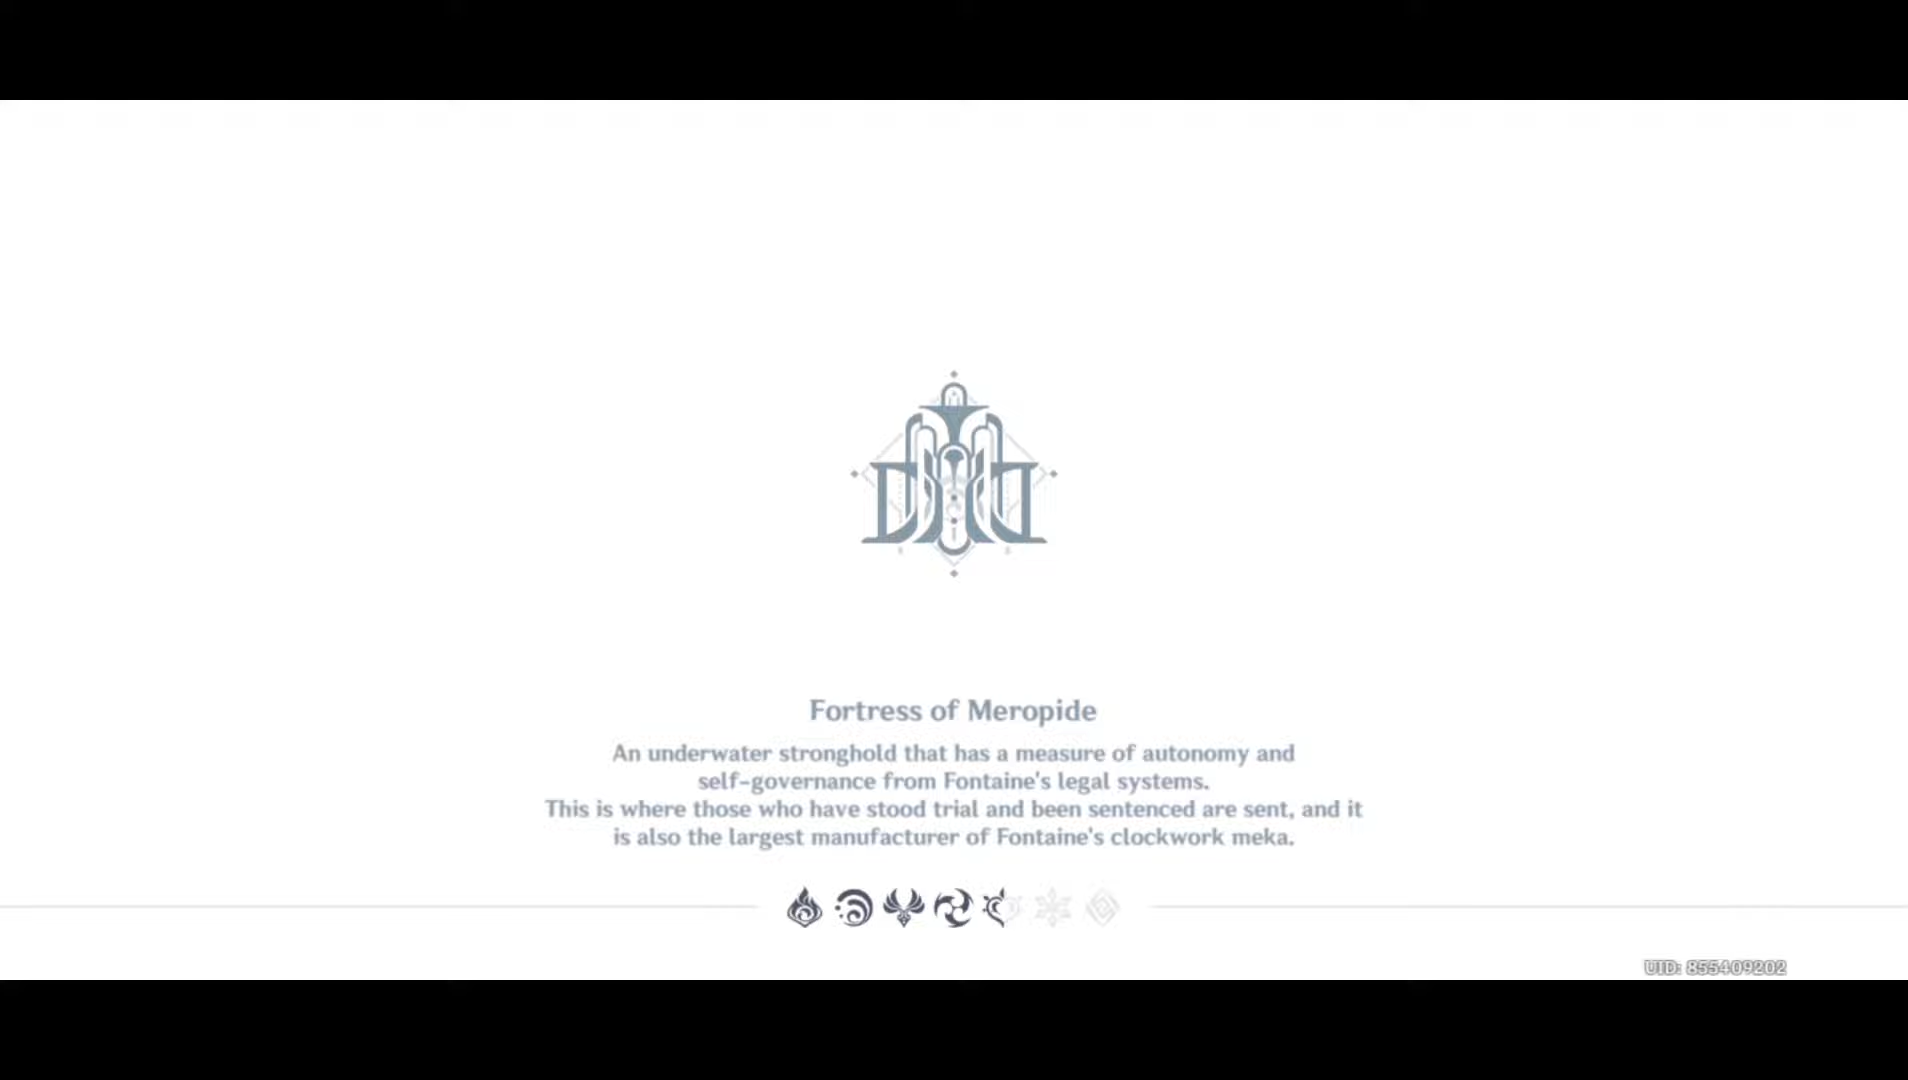 Fortress of Meropide
An underwater stronghold that has a measure of autonomy and
self-governance from Fontaine's legal systems.
This is where those who have stood trial and been sentenced are sent, and it
is also the largest manufacturer of Fontaine's clockwork meka.
UID: 855409202